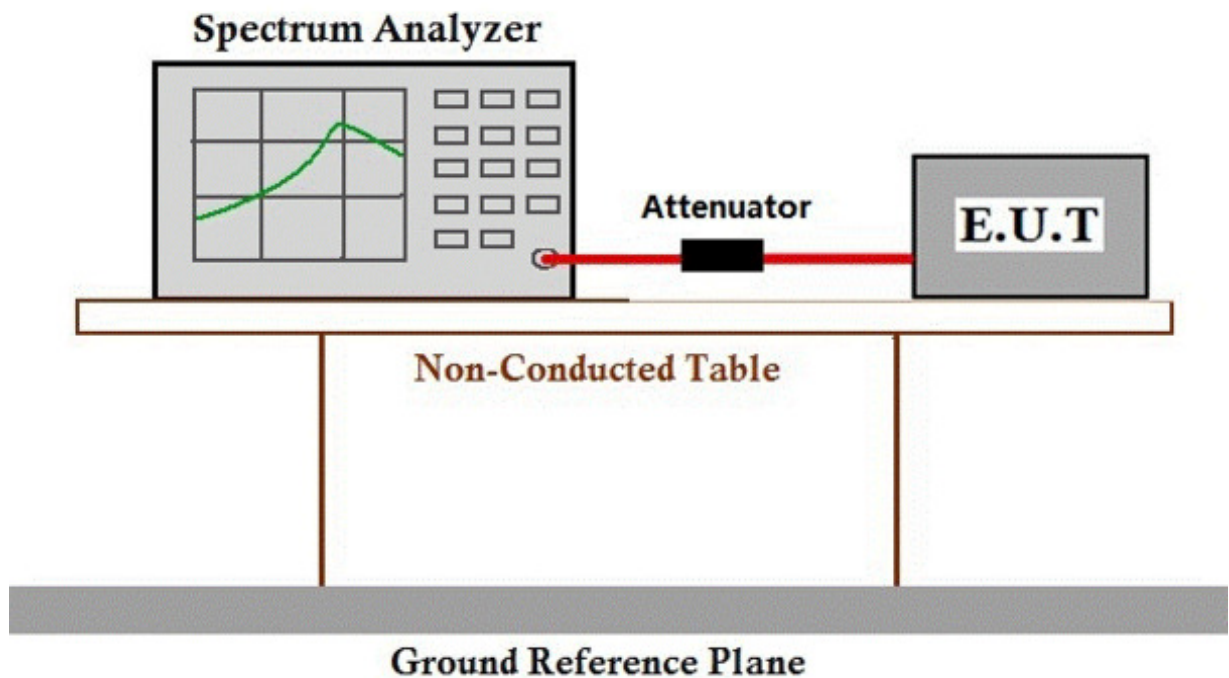 Spectrum Analyzer
Attenuator
E.U.T
Non-Conducted Table
Ground Reference Plane